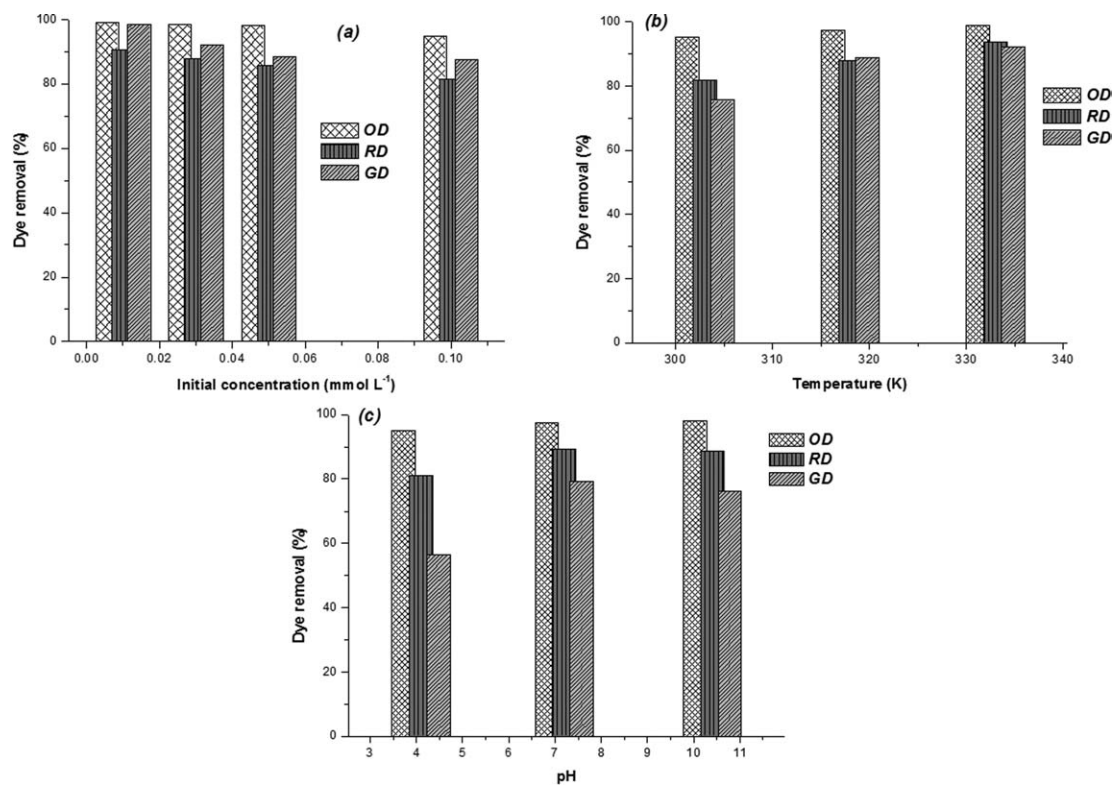 (a)
Dye removal (%)
100
80
60
40
20
0
OD
RD
GD
0.00 0.02 0.04 0.06 0.08 0.10
Initial concentration (mmol L⁻¹)
(b)
Dye removal (%)
100
80
60
40
20
0
OD
RD
GD
300 310 320 330 340
Temperature (K)
(c)
Dye removal (%)
100
80
60
40
20
0
OD
RD
GD
3 4 5 6 7 8 9 10 11
pH